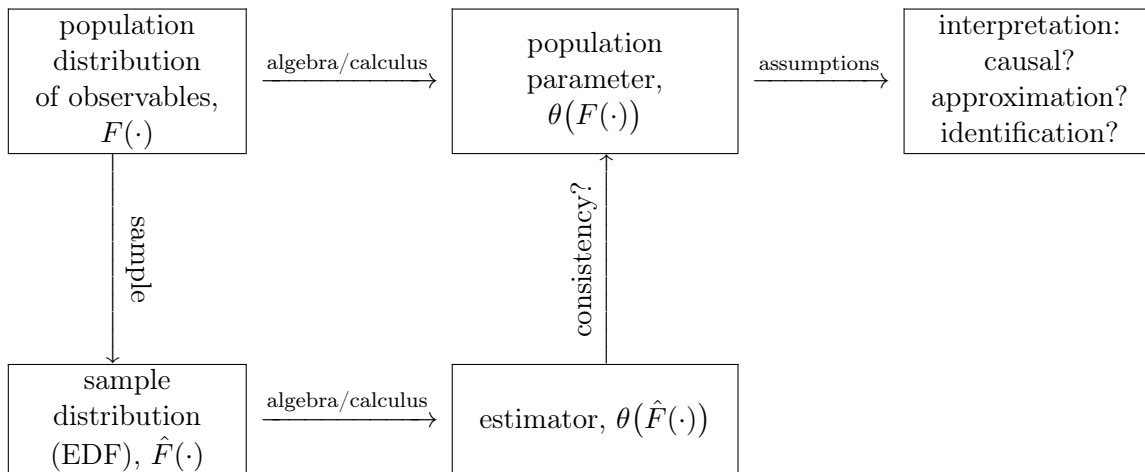 population
distribution
of observables,
F(·)
algebra/calculus
population
parameter,
θ(F(·))
assumptions
interpretation:
causal?
approximation?
identification?
sample
consistency?
sample
distribution
(EDF), F̂(·)
algebra/calculus
estimator, θ(F̂(·))